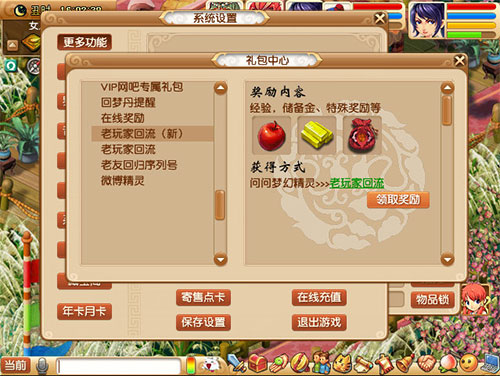 系统设置
更多功能
礼包中心
VIP网吧专属礼包
回梦丹提醒
在线奖励
老玩家回流（新）
老玩家回流
老友回归序列号
微博精灵
奖励内容
经验，储备金、特殊奖励等
获得方式
问问梦幻精灵>>>老玩家回流
领取奖励
寄售点卡
在线充值
物品锁
年卡月卡
保存设置
退出游戏
当前